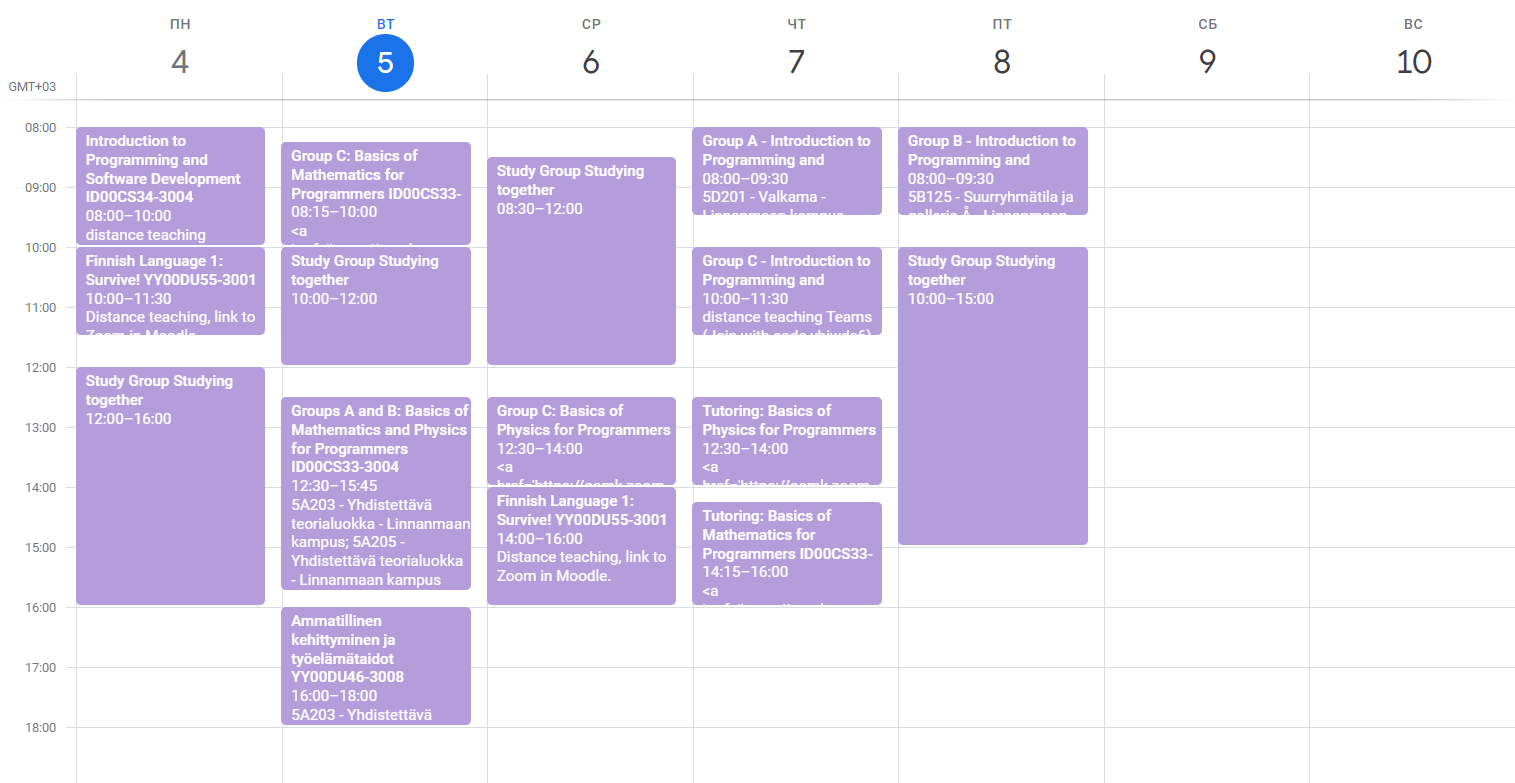 ПН
ВТ
СР
ЧТ
ПТ
СБ
ВС
4
5
6
7
8
9
10
GMT+03
08:00
09:00
10:00
11:00
12:00
13:00
14:00
15:00
16:00
17:00
18:00
Introduction to
Programming and
Software Development
ID00CS34-3004
08:00–10:00
distance teaching
Finnish Language 1:
Survive! YY00DU55-3001
10:00–11:30
Distance teaching, link to
Zoom in Moodle.
Study Group Studying
together
12:00–16:00
Group C: Basics of
Mathematics for
Programmers ID00CS33-
08:15–10:00
<a
Study Group Studying
together
10:00–12:00
Groups A and B: Basics of
Mathematics and Physics
for Programmers
ID00CS33-3004
12:30–15:45
5A203 - Yhdistettävä
teorialuokka - Linnanmaan
kampus; 5A205 -
Yhdistettävä teorialuokka
- Linnanmaan kampus
Ammatillinen
kehittyminen ja
työelämätaidot
YY00DU46-3008
16:00–18:00
5A203 - Yhdistettävä
Study Group Studying
together
08:30–12:00
Group C: Basics of
Physics for Programmers
12:30–14:00
<a
Finnish Language 1:
Survive! YY00DU55-3001
14:00–16:00
Distance teaching, link to
Zoom in Moodle.
Group A - Introduction to
Programming and
08:00–09:30
5D201 - Valkama -
Linnanmaan kampus
Group C - Introduction to
Programming and
10:00–11:30
distance teaching Teams
(Join with code
Tutoring: Basics of
Physics for Programmers
12:30–14:00
<a
Tutoring: Basics of
Mathematics for
Programmers ID00CS33-
14:15–16:00
<a
Group B - Introduction to
Programming and
08:00–09:30
5B125 - Suurryhmätila ja
galleria Å - Linnanmaan
Study Group Studying
together
10:00–15:00